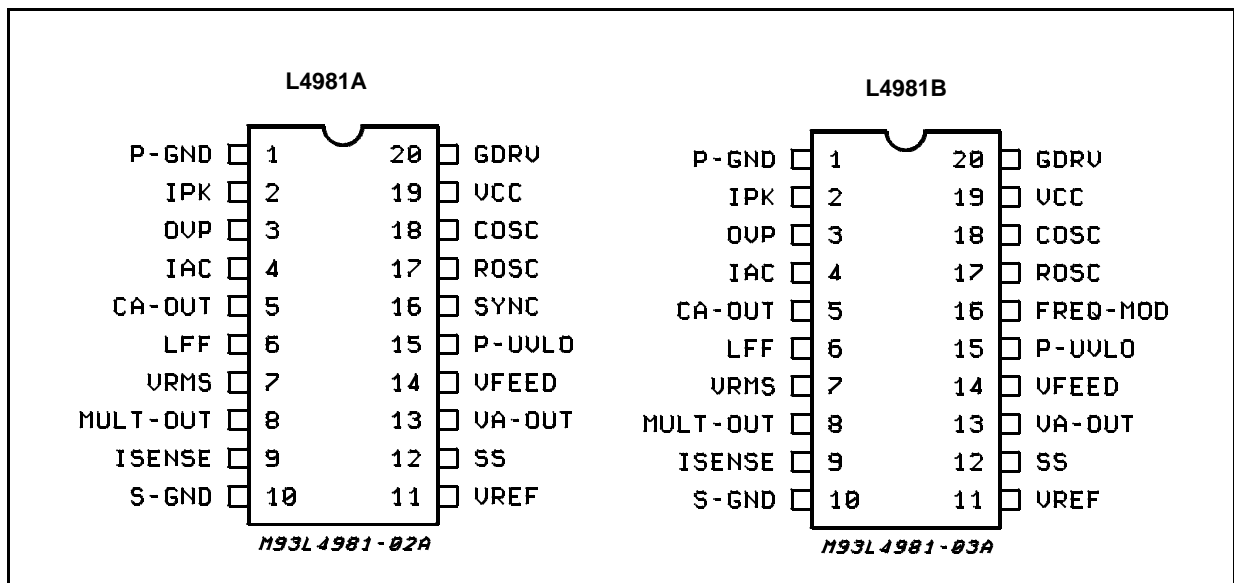 L4981A
P-GND 1 20 GDRV
IPK 2 19 VCC
OVP 3 18 COSC
IAC 4 17 ROSC
CA-OUT 5 16 SYNC
LFF 6 15 P-UVLO
VRMS 7 14 VFEED
MULT-OUT 8 13 VA-OUT
ISENSE 9 12 SS
S-GND 10 11 VREF
M93L4981-02A
L4981B
P-GND 1 20 GDRV
IPK 2 19 VCC
OVP 3 18 COSC
IAC 4 17 ROSC
CA-OUT 5 16 FREQ-MOD
LFF 6 15 P-UVLO
VRMS 7 14 VFEED
MULT-OUT 8 13 VA-OUT
ISENSE 9 12 SS
S-GND 10 11 VREF
M93L4981-03A